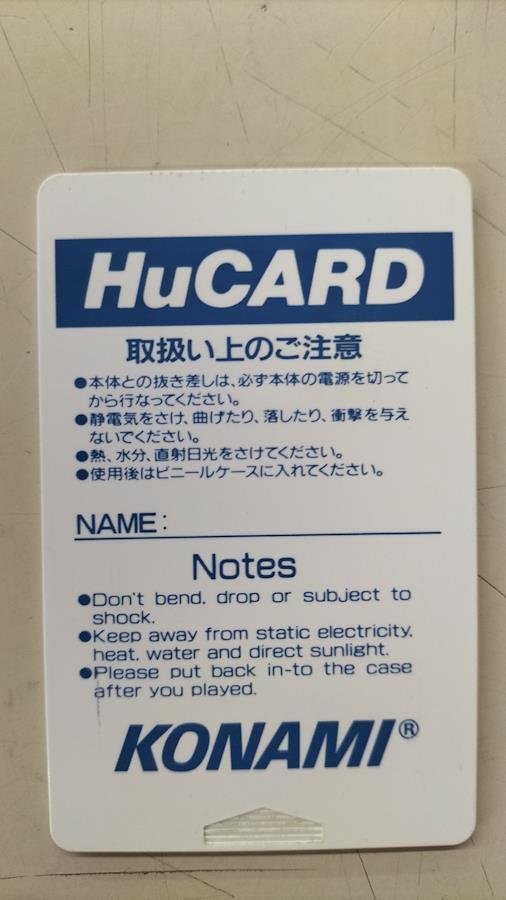 HuCARD
取扱い上のご注意
●本体との抜き差しは、必ず本体の電源を切って
から行なってください。
●静電気をさけ、曲げたり、落したり、衝撃を与え
ないでください。
●熱、水分、直射日光をさけてください。
●使用後はビニールケースに入れてください。
NAME:
Notes
●Don't bend. drop or subject to
shock.
●Keep away from static electricity.
heat. water and direct sunlight.
●Please put back in-to the case
after you played.
KONAMI®